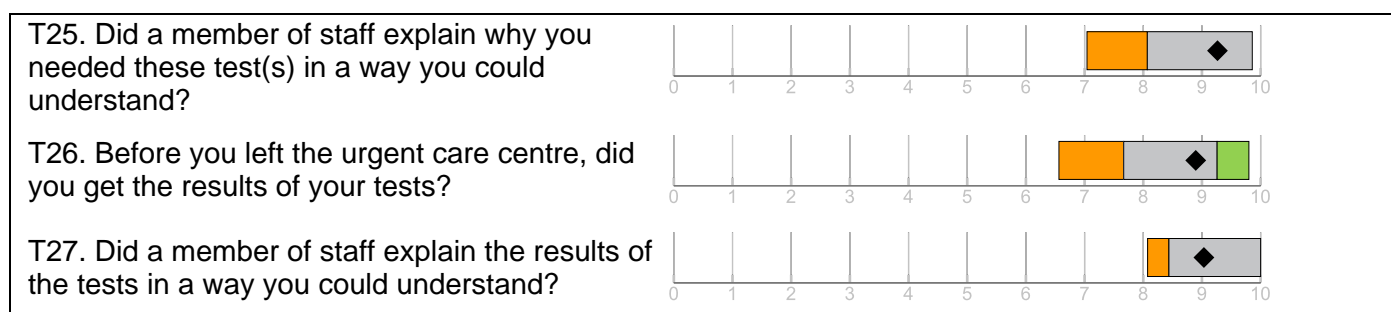 T25. Did a member of staff explain why you
needed these test(s) in a way you could
understand?
0 1 2 3 4 5 6 7 8 9 10
T26. Before you left the urgent care centre, did
you get the results of your tests?
0 1 2 3 4 5 6 7 8 9 10
T27. Did a member of staff explain the results of
the tests in a way you could understand?
0 1 2 3 4 5 6 7 8 9 10